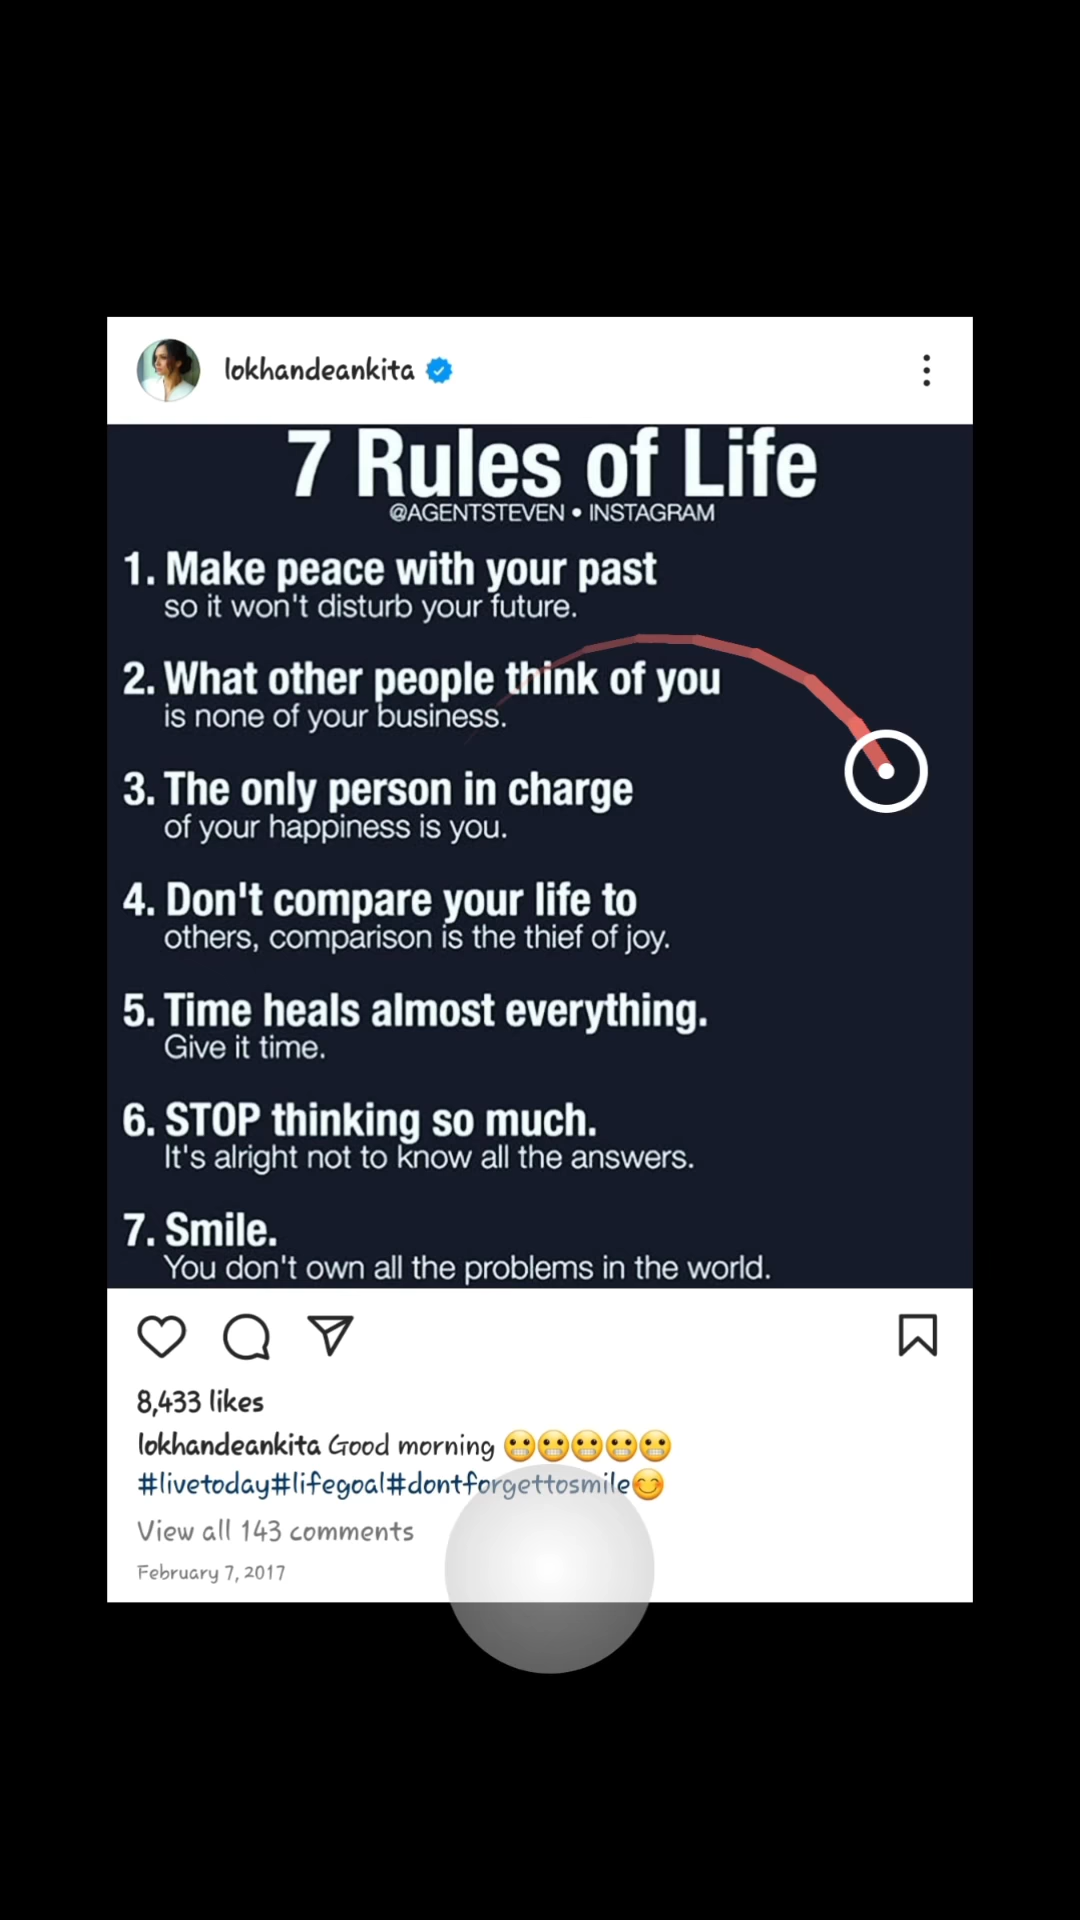 lokhandeankita
7 Rules of Life
@AGENTSTEVEN • INSTAGRAM
1. Make peace with your past
so it won't disturb your future.
2. What other people think of you
is none of your business.
3. The only person in charge
of your happiness is you.
4. Don't compare your life to
others, comparison is the thief of joy.
5. Time heals almost everything.
Give it time.
6. STOP thinking so much.
It's alright not to know all the answers.
7. Smile.
You don't own all the problems in the world.
8,433 likes
lokhandeankita Good morning 😬😬😬😬😬
#livetoday#lifegoal#dontforgettosmile😊
View all 143 comments
February 7, 2017